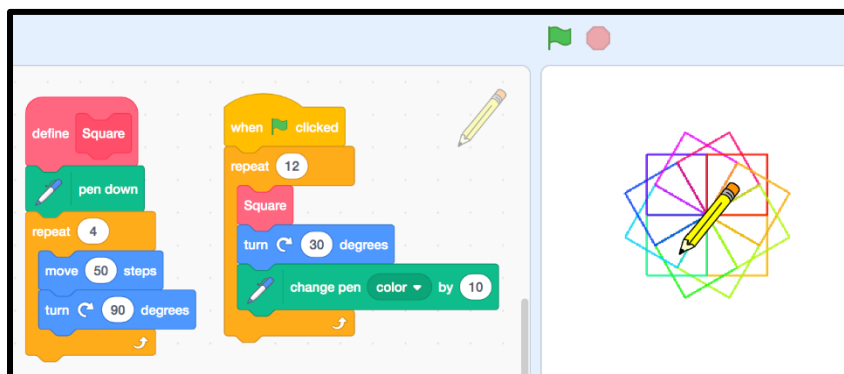 define Square
pen down
repeat 4
move 50 steps
turn 90 degrees
when clicked
repeat 12
Square
turn 30 degrees
change pen color by 10